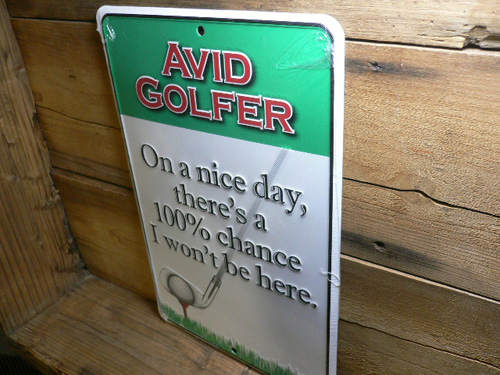 AVID
GOLFER
On a nice day,
there's a
100% chance
I won't be here.